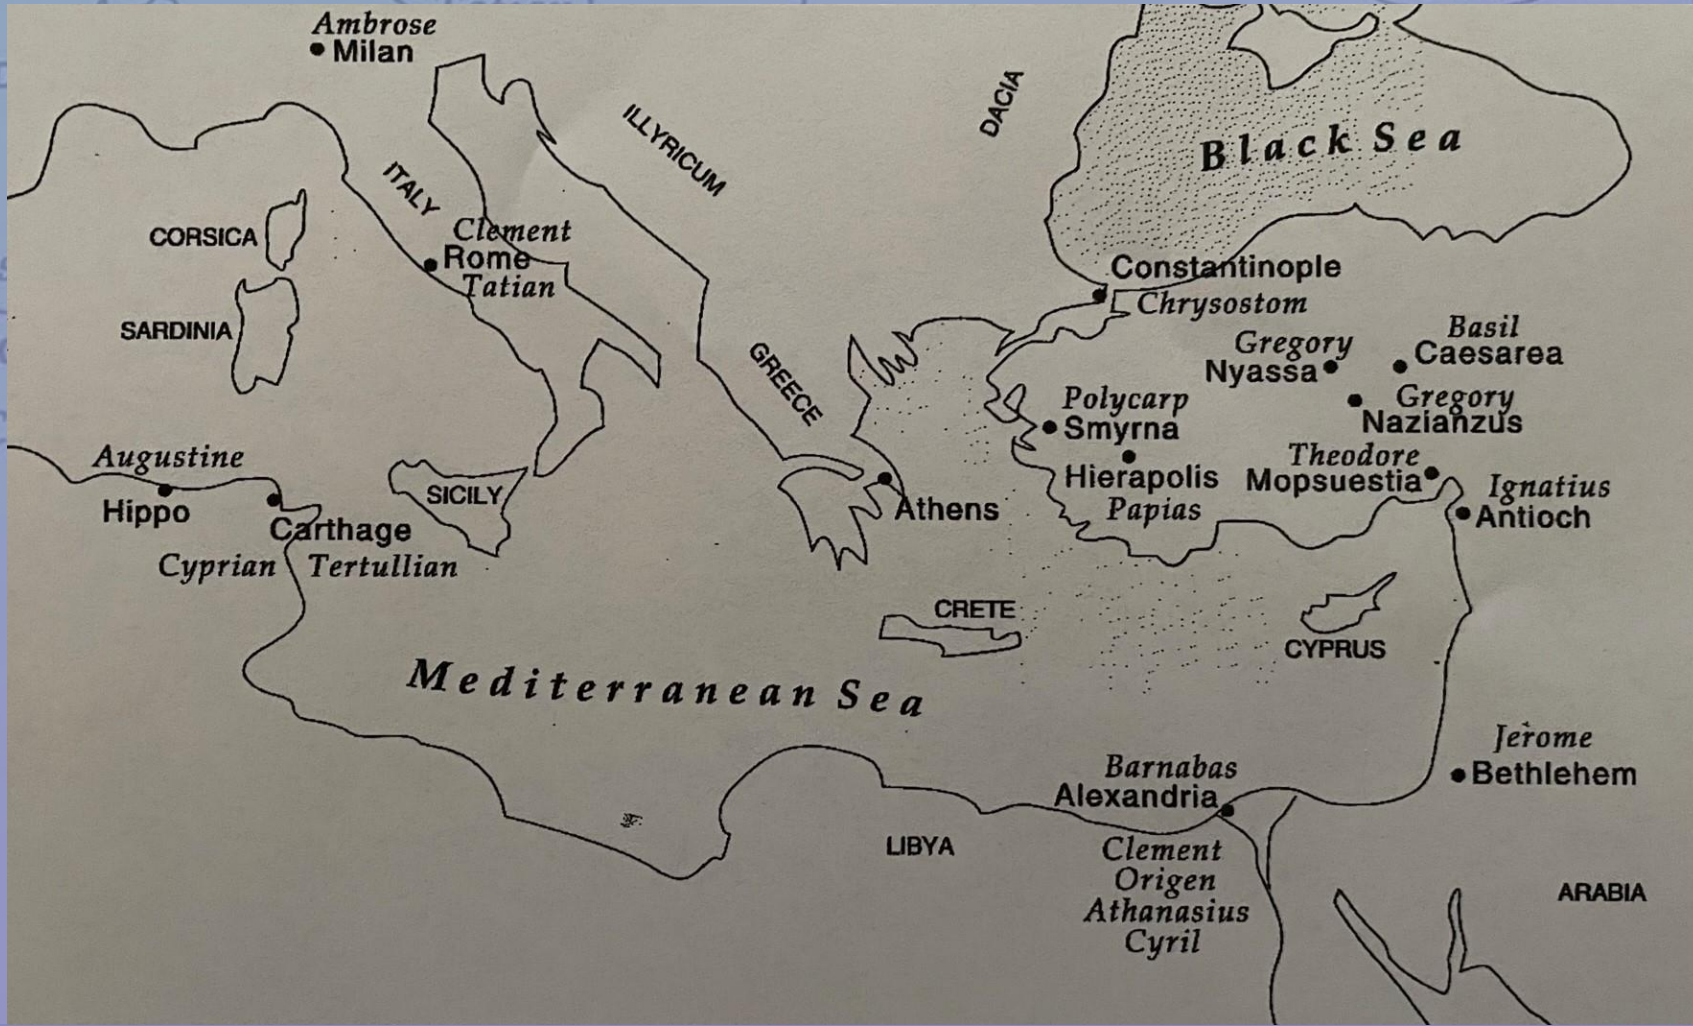 Ambrose
Milan
DACIA
ILLYRICUM
Black Sea
ITALY
CORSICA
Clement
Rome
Tatian
SARDINIA
Constantinople
Chrysostom
GREECE
Gregory
Nyassa
Basil
Caesarea
Gregory
Nazianzus
Polycarp
Smyrna
Hierapolis
Papias
Theodore
Mopsuestia
Ignatius
Antioch
Augustine
Hippo
SICILY
Athens
Carthage
Cyprian Tertullian
CRETE
CYPRUS
Mediterranean Sea
Jerome
Bethlehem
Barnabas
Alexandria
LIBYA
Clement
Origen
Athanasius
Cyril
ARABIA